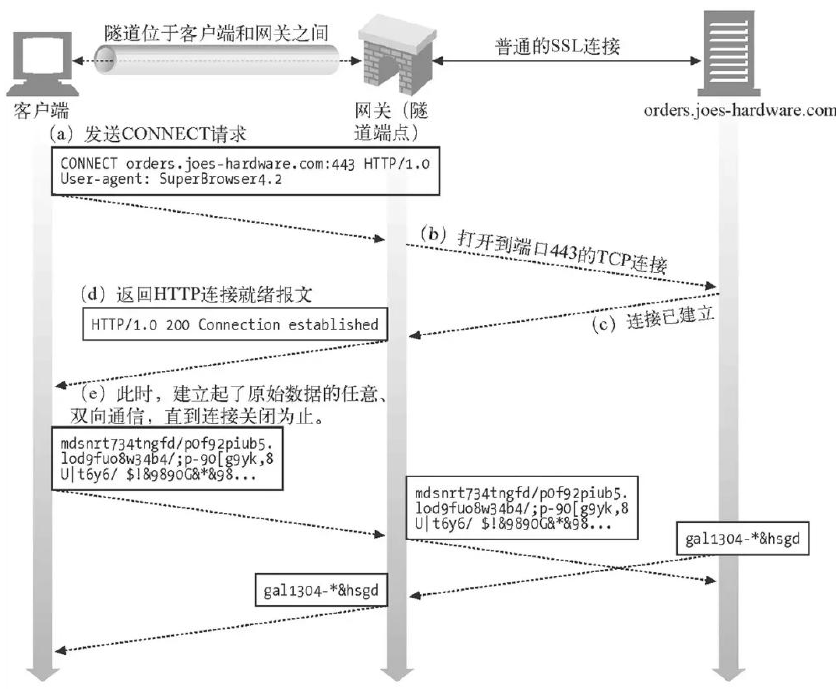 隧道位于客户端和网关之间
普通的SSL连接
客户端
网关（隧
道端点）
orders.joes-hardware.com
(a) 发送CONNECT请求
CONNECT orders.joes-hardware.com:443 HTTP/1.0
User-agent: SuperBrowser4.2
(b) 打开到端口443的TCP连接
(c) 连接已建立
(d) 返回HTTP连接就绪报文
HTTP/1.0 200 Connection established
(e) 此时，建立起了原始数据的任意、
双向通信，直到连接关闭为止。
mdsnrt734tngfd/p0f92piub5.
lod9fuo8w34b4/;p-90[g9yk,8
U|t6y6/ $!&9890G&*&98...
mdsnrt734tngfd/p0f92piub5.
lod9fuo8w34b4/;p-90[g9yk,8
U|t6y6/ $!&9890G&*&98...
gal1304-*&hsgd
gal1304-*&hsgd